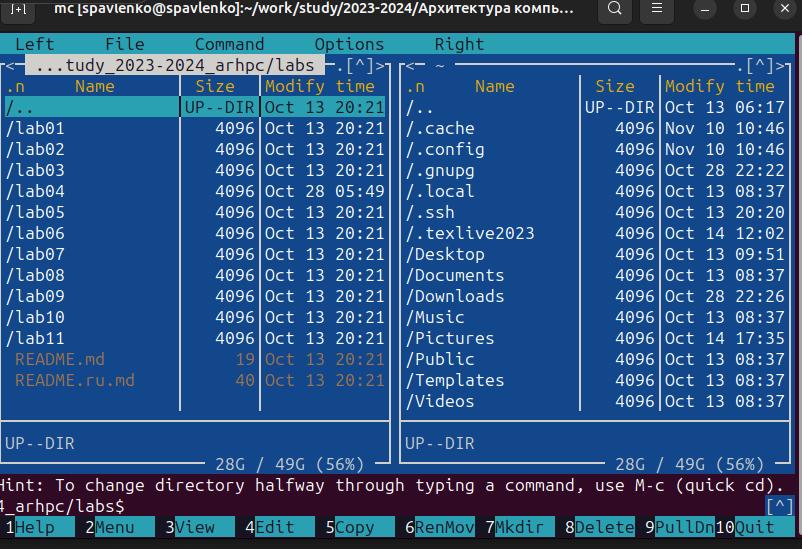 mc [spavlenko@spavlenko]:~/work/study/2023-2024/Архитектура компь...
Left File Command Options Right
<─ ...tudy_2023-2024_arhpc/labs ─.[^]>
.n Name Size Modify time
/.. UP--DIR Oct 13 20:21
/lab01 4096 Oct 13 20:21
/lab02 4096 Oct 13 20:21
/lab03 4096 Oct 13 20:21
/lab04 4096 Oct 28 05:49
/lab05 4096 Oct 13 20:21
/lab06 4096 Oct 13 20:21
/lab07 4096 Oct 13 20:21
/lab08 4096 Oct 13 20:21
/lab09 4096 Oct 13 20:21
/lab10 4096 Oct 13 20:21
/lab11 4096 Oct 13 20:21
README.md 19 Oct 13 20:21
README.ru.md 40 Oct 13 20:21
UP--DIR
28G / 49G (56%)
<─ ~ ─.[^]>
.n Name Size Modify time
/.. UP--DIR Oct 13 06:17
/.cache 4096 Nov 10 10:46
/.config 4096 Nov 10 10:46
/.gnupg 4096 Oct 28 22:22
/.local 4096 Oct 13 08:37
/.ssh 4096 Oct 13 20:20
/.texlive2023 4096 Oct 14 12:02
/Desktop 4096 Oct 13 09:51
/Documents 4096 Oct 13 08:37
/Downloads 4096 Oct 28 22:26
/Music 4096 Oct 13 08:37
/Pictures 4096 Oct 14 17:35
/Public 4096 Oct 13 08:37
/Templates 4096 Oct 13 08:37
/Videos 4096 Oct 13 08:37
UP--DIR
28G / 49G (56%)
Hint: To change directory halfway through typing a command, use M-c (quick cd).
4_arhpc/labs$ [^]
1Help 2Menu 3View 4Edit 5Copy 6RenMov 7Mkdir 8Delete 9PullDn 10Quit